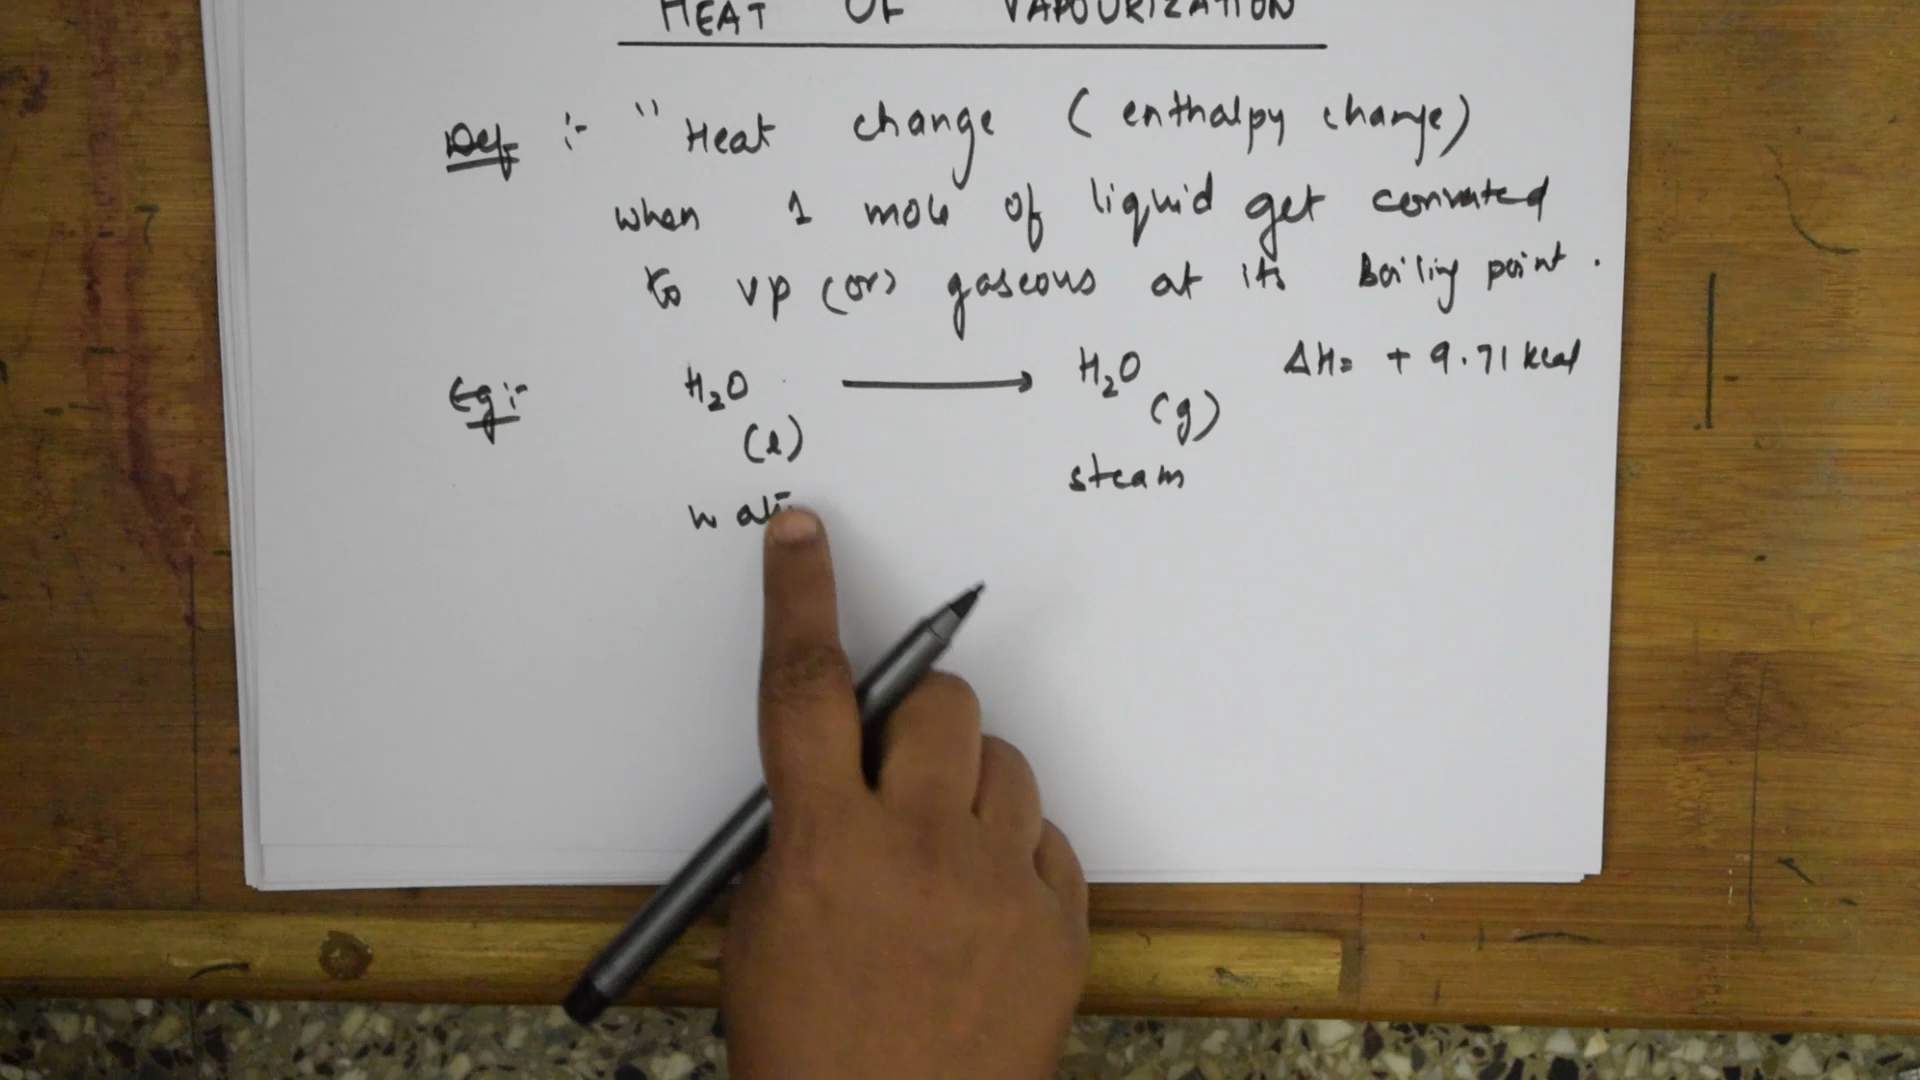 HEAT OF VAPOURIZATION
Def :- " Heat change ( enthalpy change)
when 1 mole of liquid get converted
to vp (or) gaseous at its Boiling point .
Eg:- H₂O (l) ⟶ H₂O (g) ΔH= + 9.71 kcal
steam